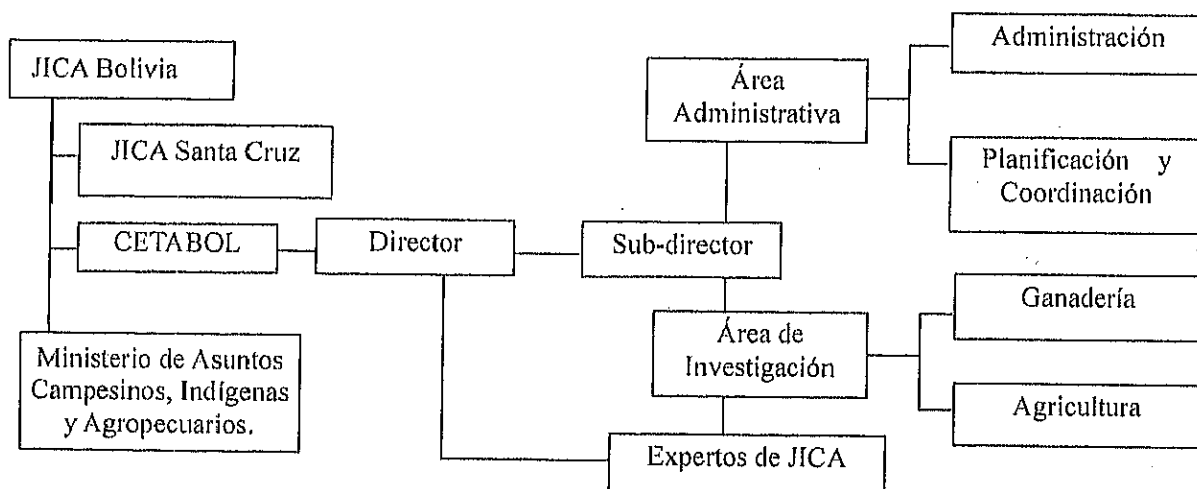 JICA Bolivia
JICA Santa Cruz
CETABOL
Ministerio de Asuntos
Campesinos, Indígenas
y Agropecuarios.
Director
Sub-director
Área
Administrativa
Administración
Planificación y
Coordinación
Área de
Investigación
Ganadería
Agricultura
Expertos de JICA